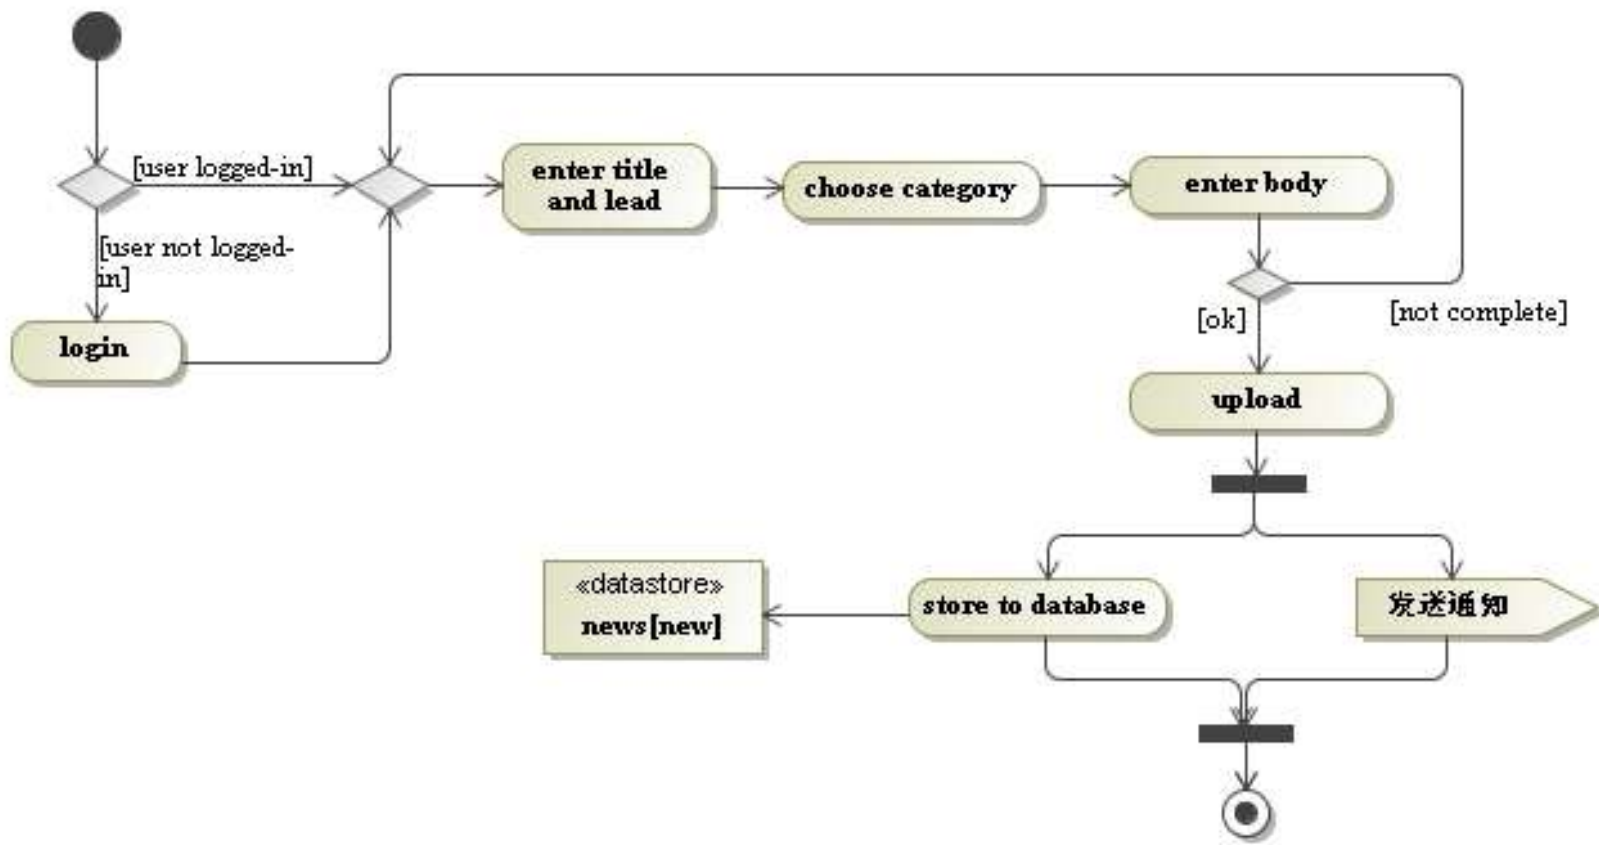 [user logged-in]
enter title
and lead
choose category
enter body
[user not logged-
in]
login
[ok]
[not complete]
upload
«datastore»
news[new]
store to database
发送通知